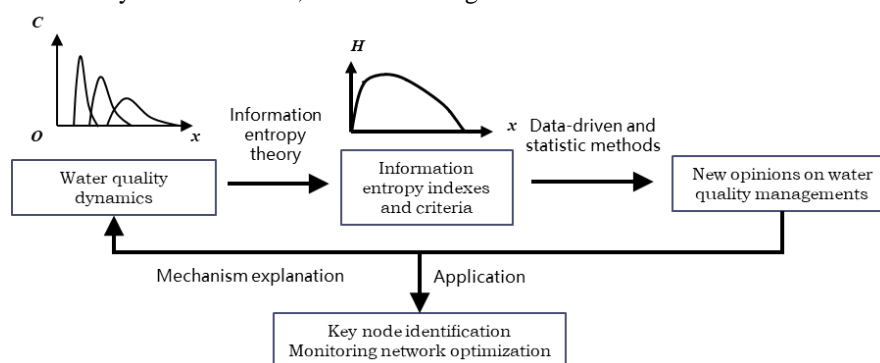 C
H
O
x
x
Information
entropy
theory
Data-driven and
statistic methods
Water quality
dynamics
Information
entropy indexes
and criteria
New opinions on water
quality managements
Mechanism explanation
Application
Key node identification
Monitoring network optimization